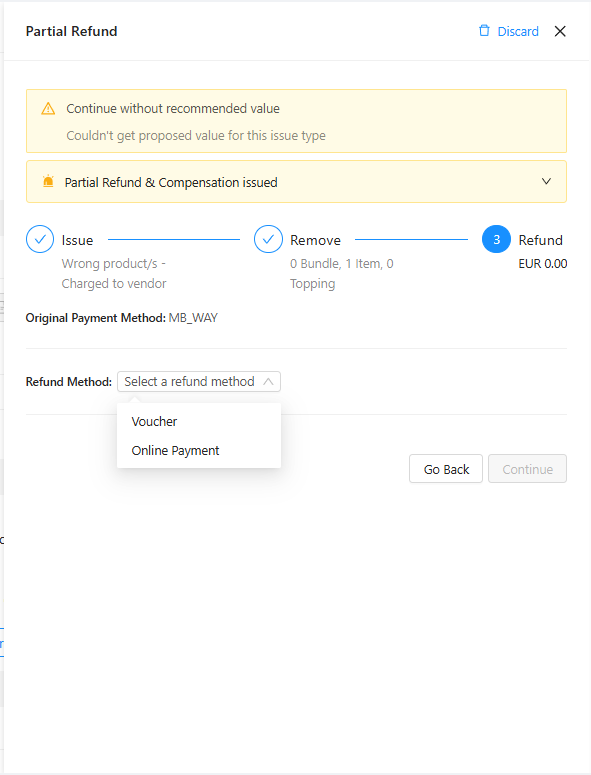 Partial Refund
Discard
Continue without recommended value
Couldn't get proposed value for this issue type
Partial Refund & Compensation issued
Issue
Wrong product/s -
Charged to vendor
Remove
0 Bundle, 1 Item, 0
Topping
3
Refund
EUR 0.00
Original Payment Method: MB_WAY
Refund Method: Select a refund method
Voucher
Online Payment
Go Back
Continue